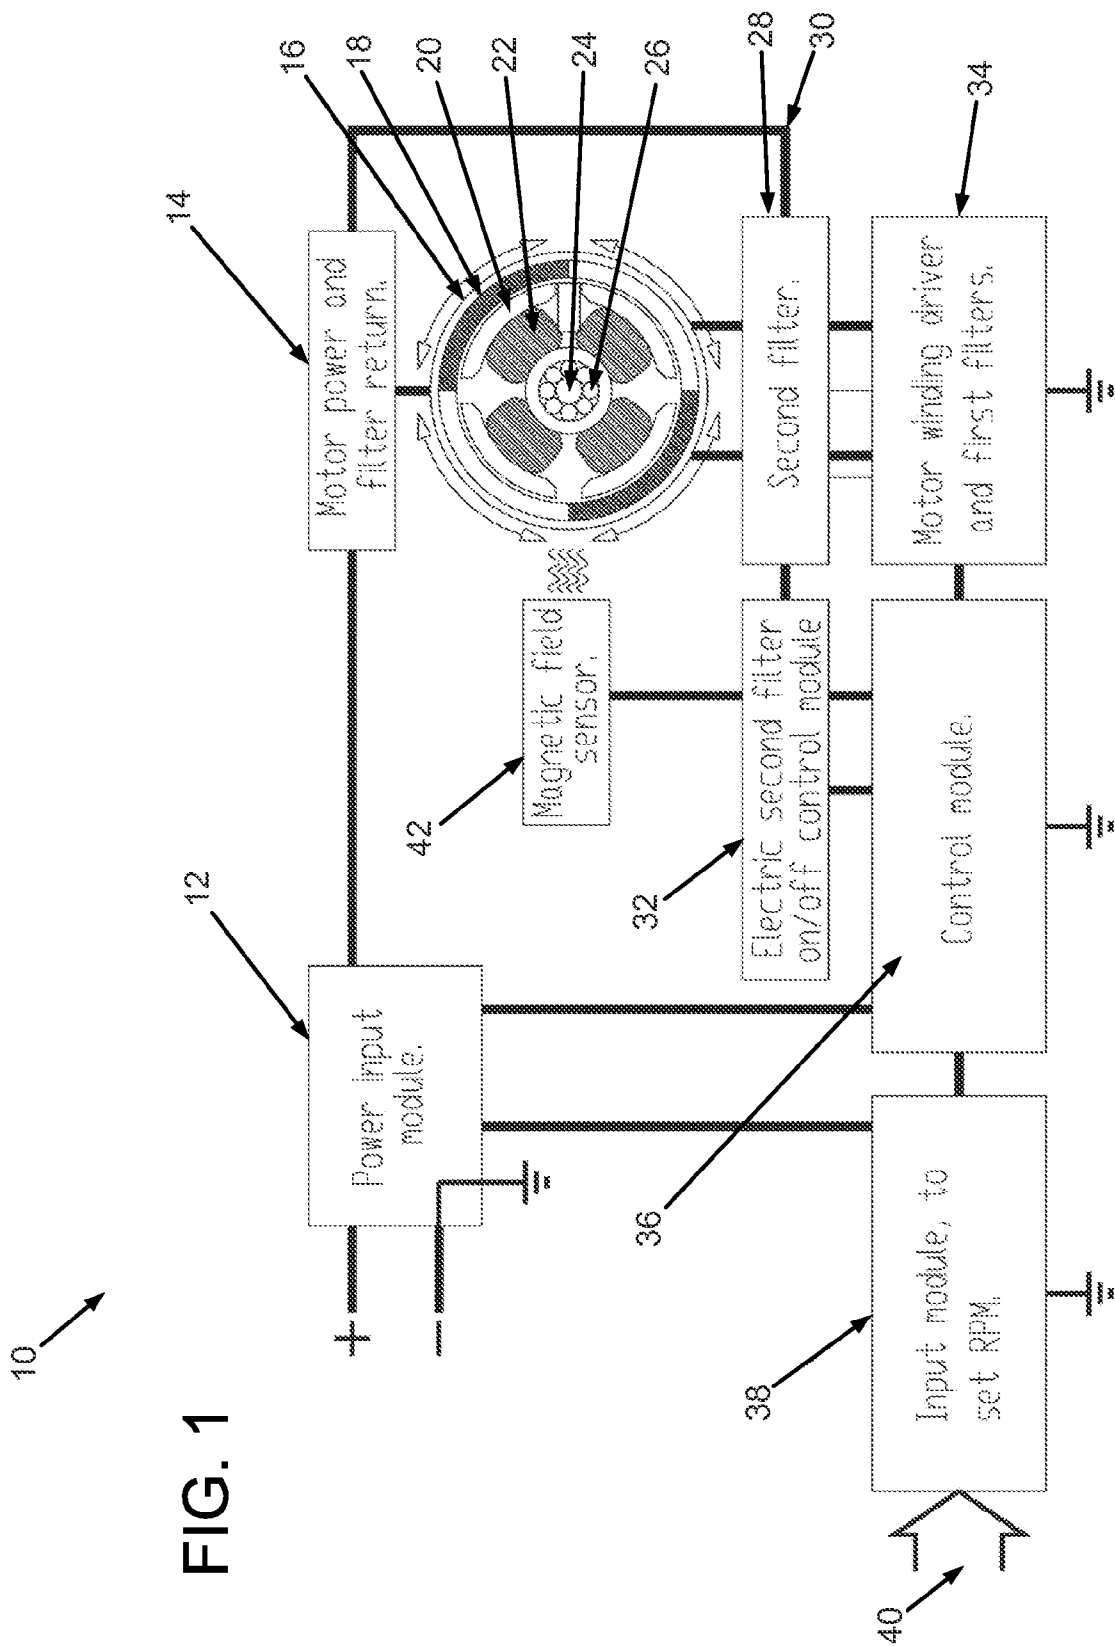 FIG. 1
10
12
14
16
18
20
22
24
26
28
30
34
42
32
36
38
40
+
−
Power input
module.
Motor power and
filter return.
Magnetic field
sensor.
Electric second filter
on/off control module
Second filter.
Input module, to
set RPM.
Control module.
Motor winding driver
and first filters.